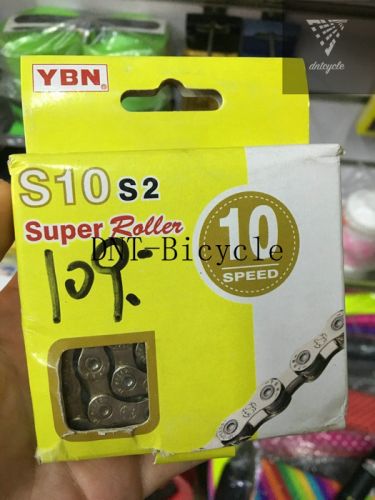 dntcycle
YBN®
S10 S2
Super Roller
DNT-Bicycle
10
SPEED
109.-